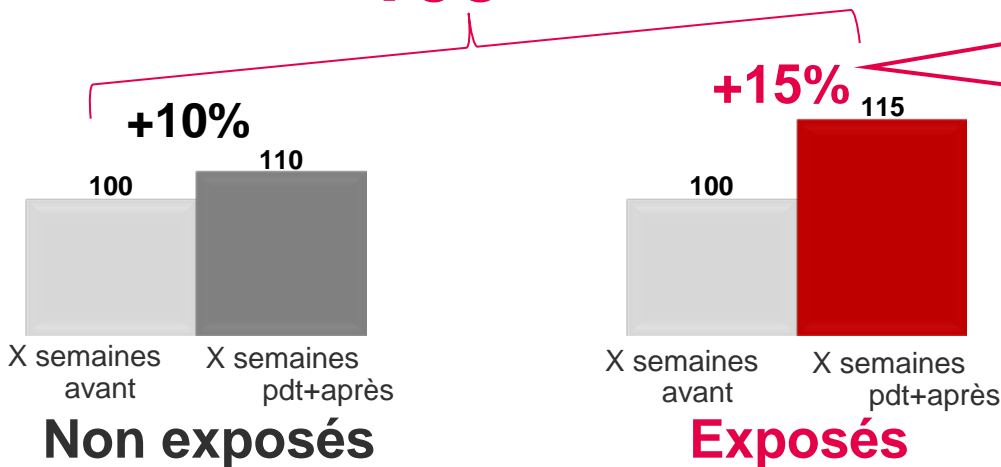 +15%
+10%
115
110
100
100
X semaines avant
X semaines pdt+après
X semaines avant
X semaines pdt+après
Non exposés
Exposés